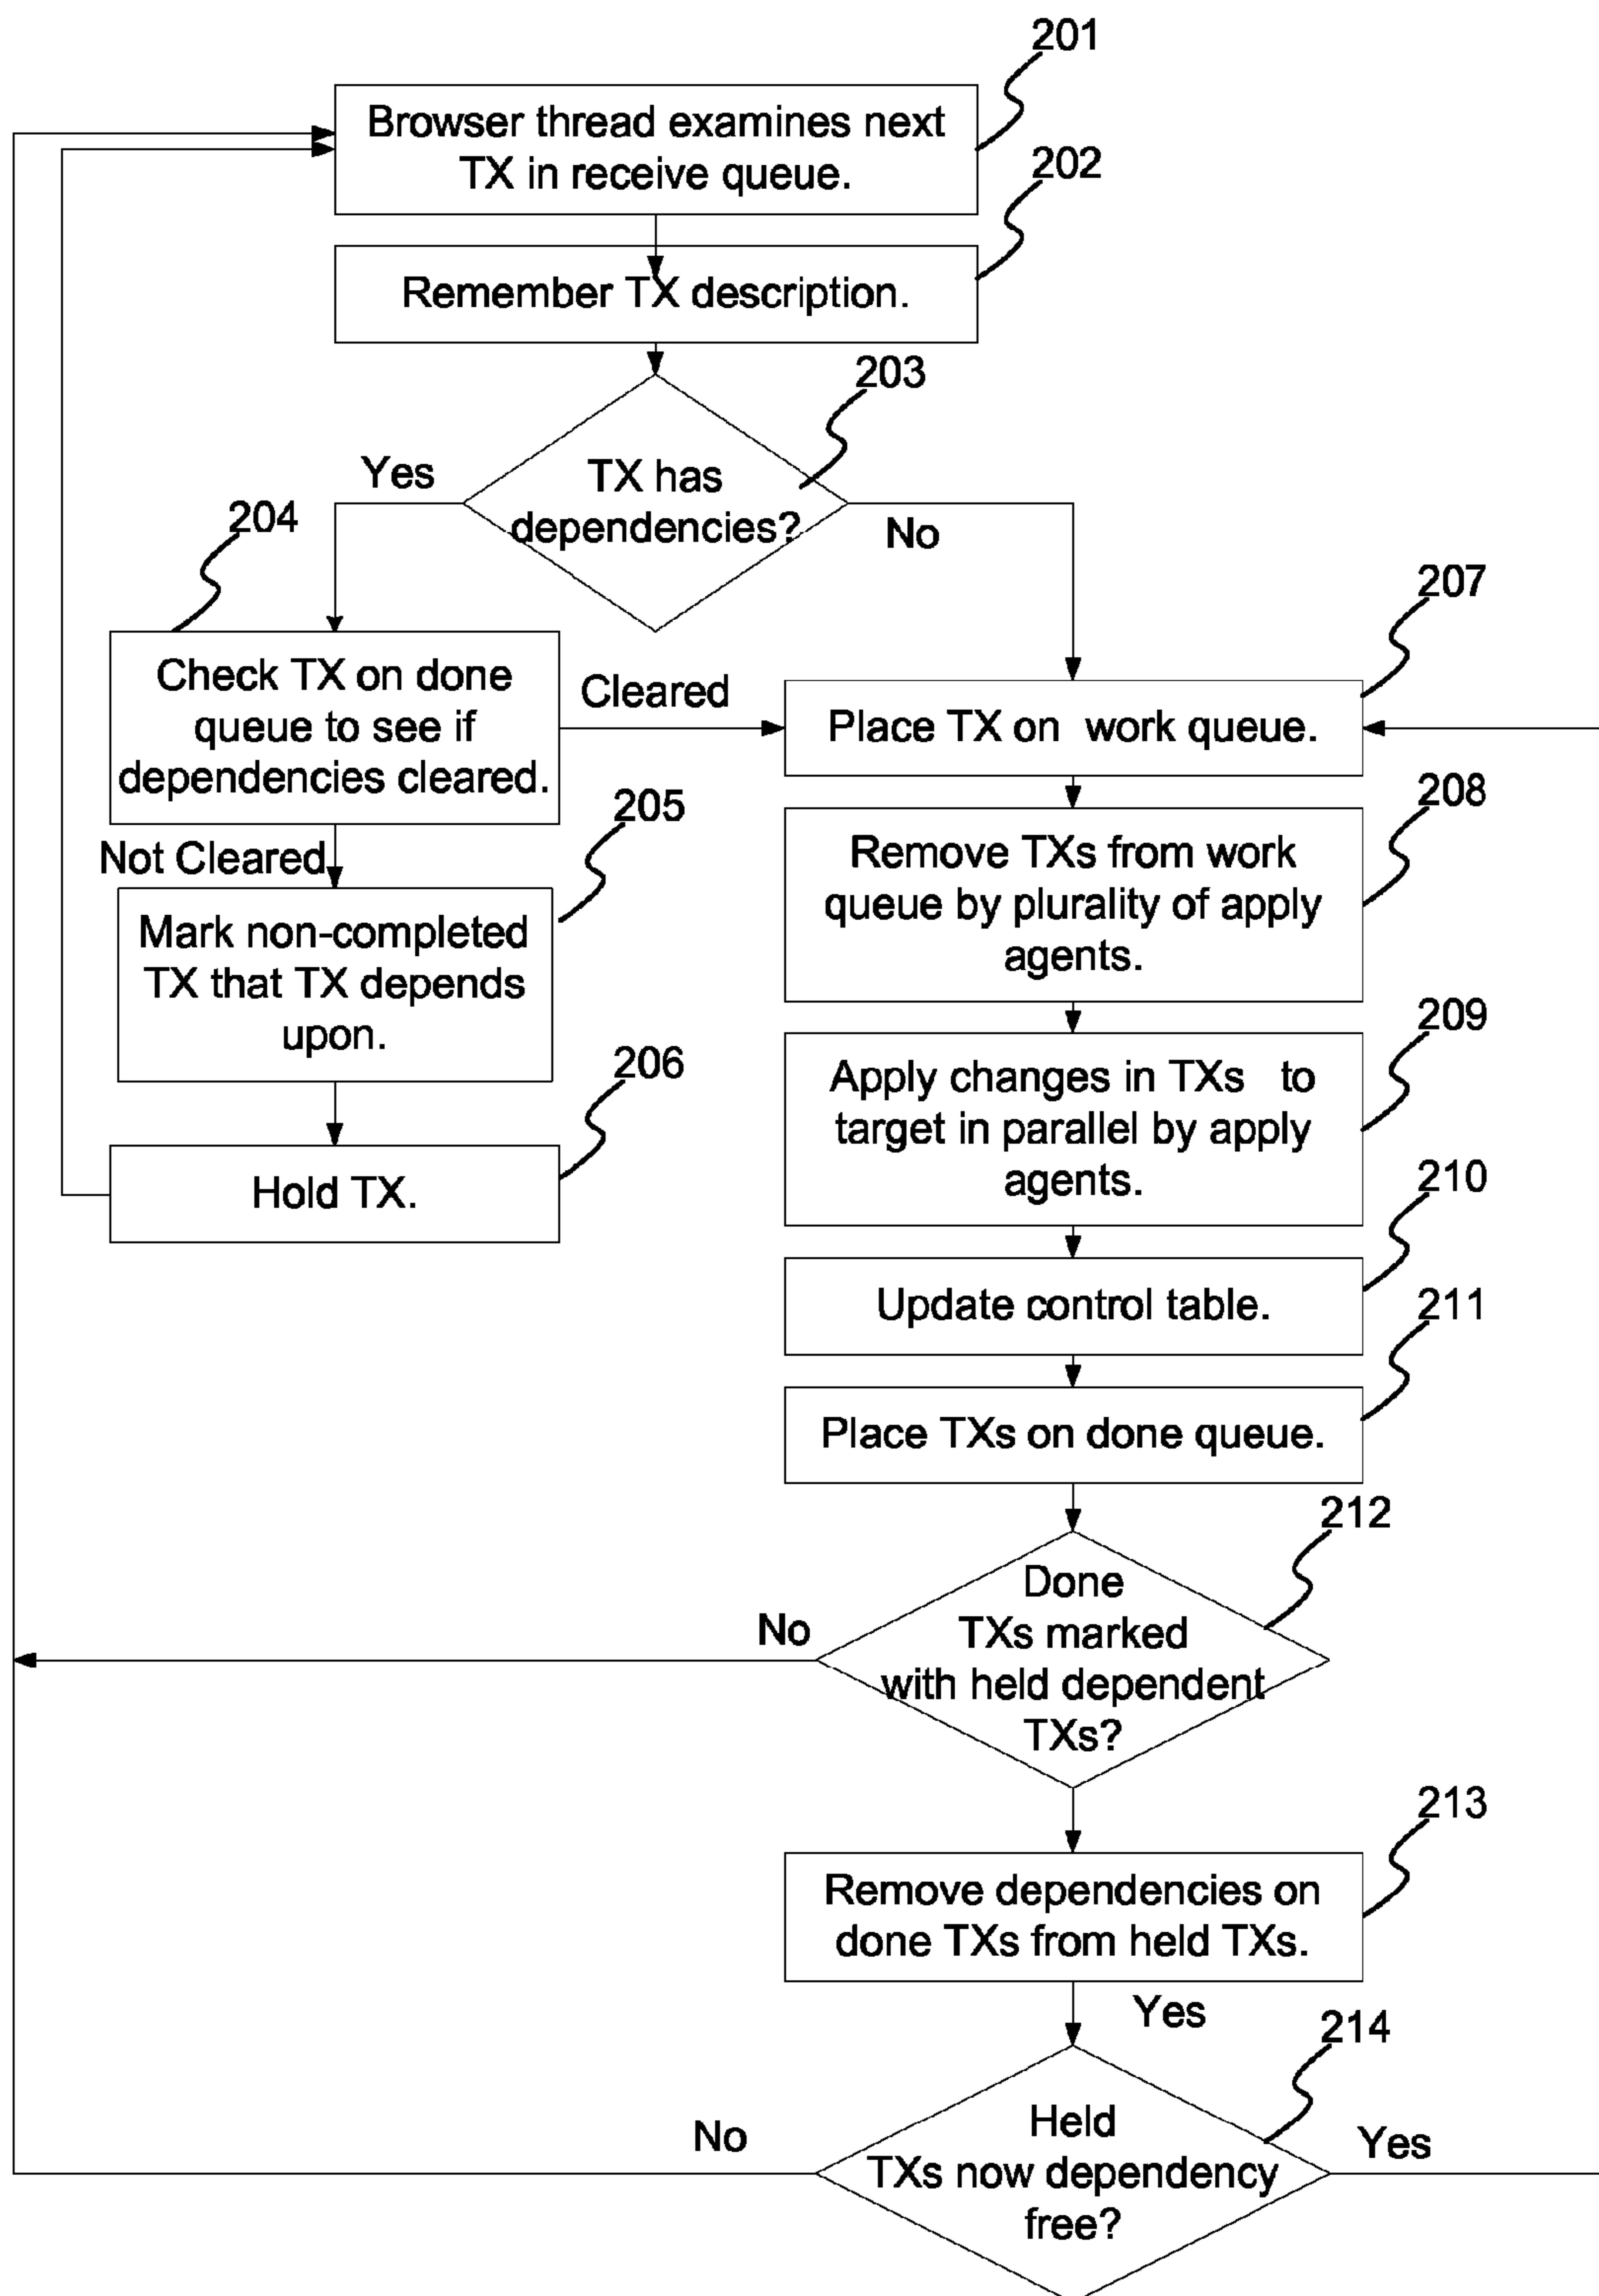 201
Browser thread examines next
TX in receive queue.
202
Remember TX description.
203
TX has
dependencies?
Yes
No
204
Check TX on done
queue to see if
dependencies cleared.
Cleared
Not Cleared
205
Mark non-completed
TX that TX depends
upon.
206
Hold TX.
207
Place TX on work queue.
208
Remove TXs from work
queue by plurality of apply
agents.
209
Apply changes in TXs to
target in parallel by apply
agents.
210
Update control table.
211
Place TXs on done queue.
212
Done
TXs marked
with held dependent
TXs?
No
213
Remove dependencies on
done TXs from held TXs.
Yes
214
Held
TXs now dependency
free?
No
Yes